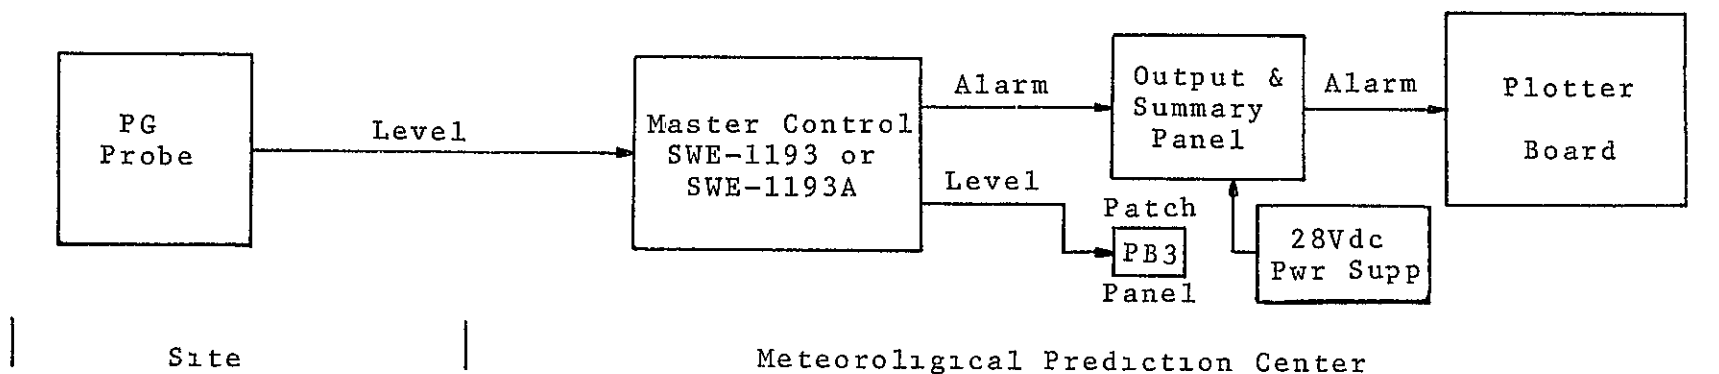 PG
Probe
Level
Master Control
SWE-1193 or
SWE-1193A
Alarm
Level
Output &
Summary
Panel
Alarm
Plotter
Board
Patch
PB3
Panel
28Vdc
Pwr Supp
Site
Meteoroligical Prediction Center